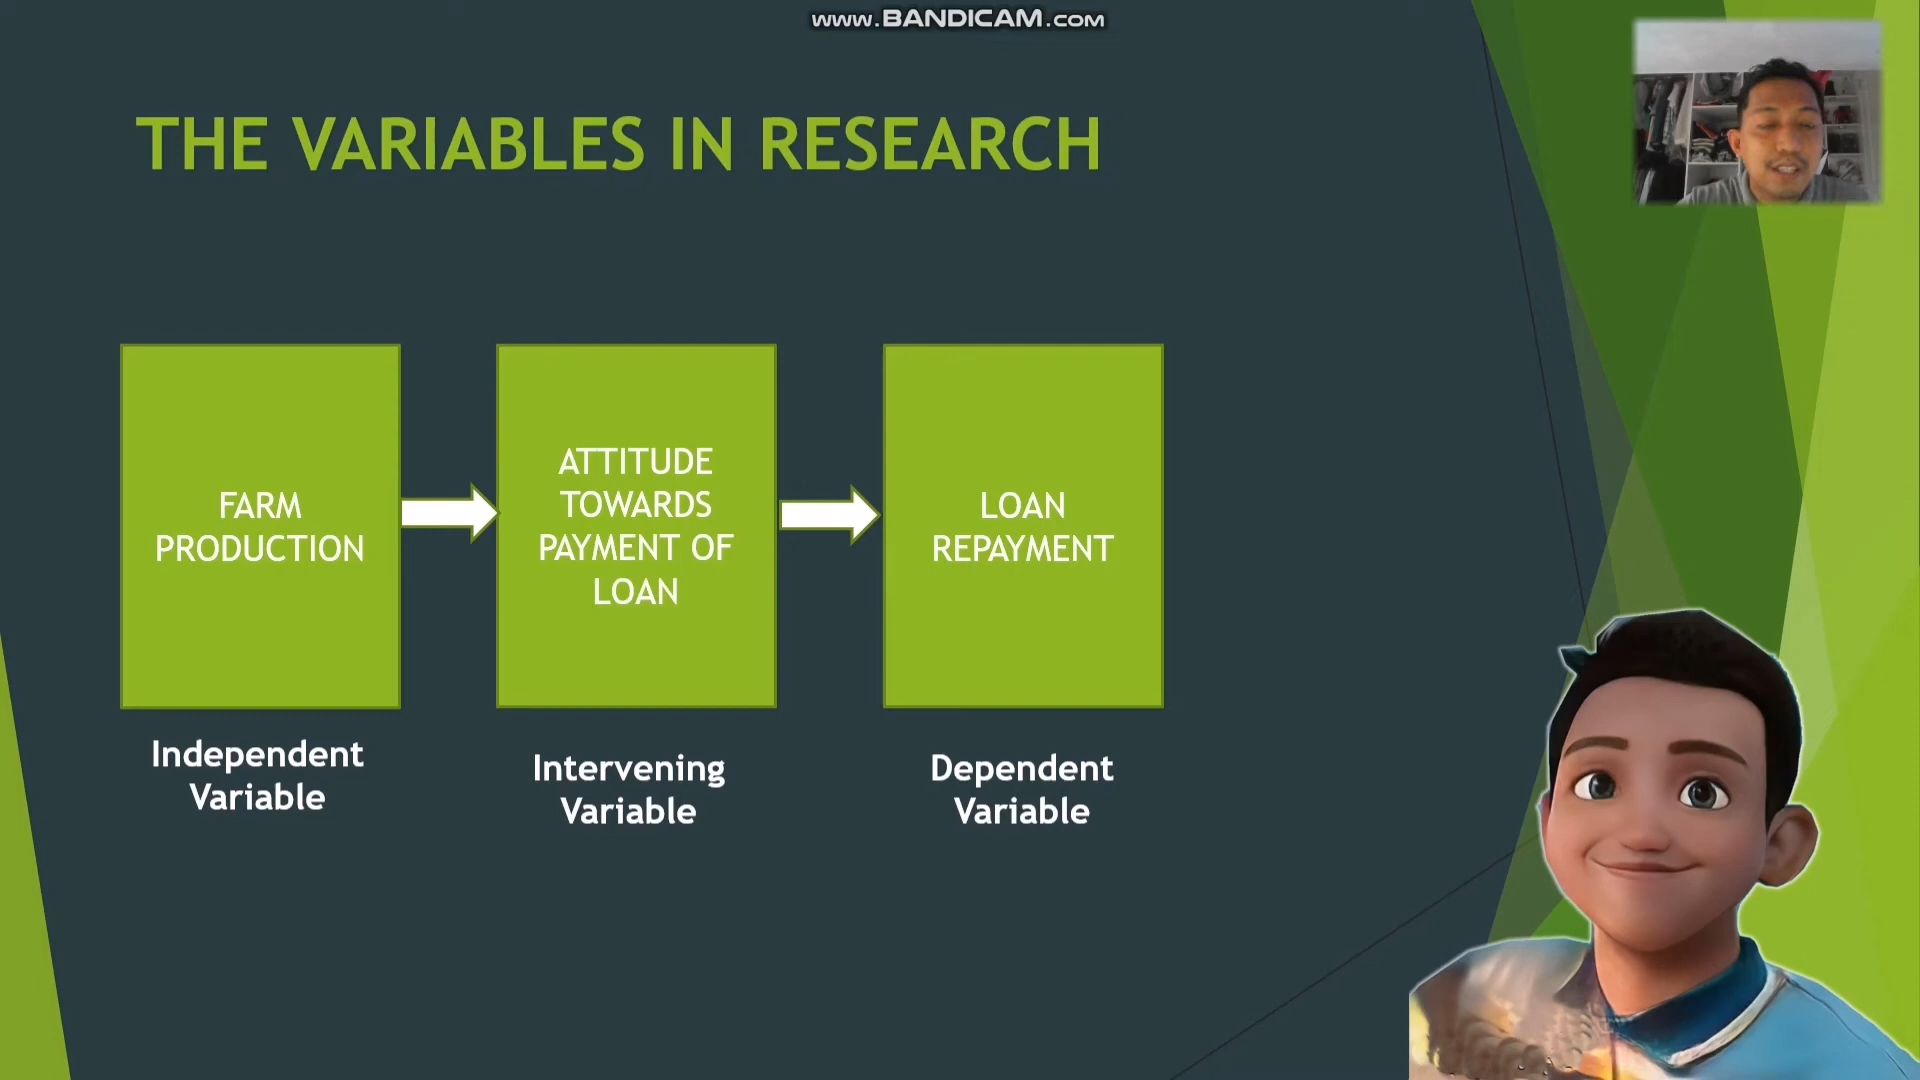 www.BANDICAM.com
THE VARIABLES IN RESEARCH
FARM
PRODUCTION
ATTITUDE
TOWARDS
PAYMENT OF
LOAN
LOAN
REPAYMENT
Independent
Variable
Intervening
Variable
Dependent
Variable